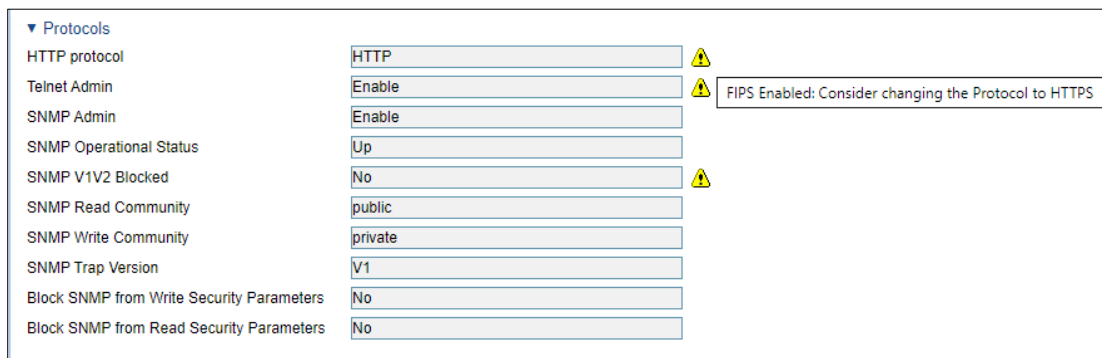 ▼ Protocols
HTTP protocol HTTP
Telnet Admin Enable
FIPS Enabled: Consider changing the Protocol to HTTPS
SNMP Admin Enable
SNMP Operational Status Up
SNMP V1V2 Blocked No
SNMP Read Community public
SNMP Write Community private
SNMP Trap Version V1
Block SNMP from Write Security Parameters No
Block SNMP from Read Security Parameters No